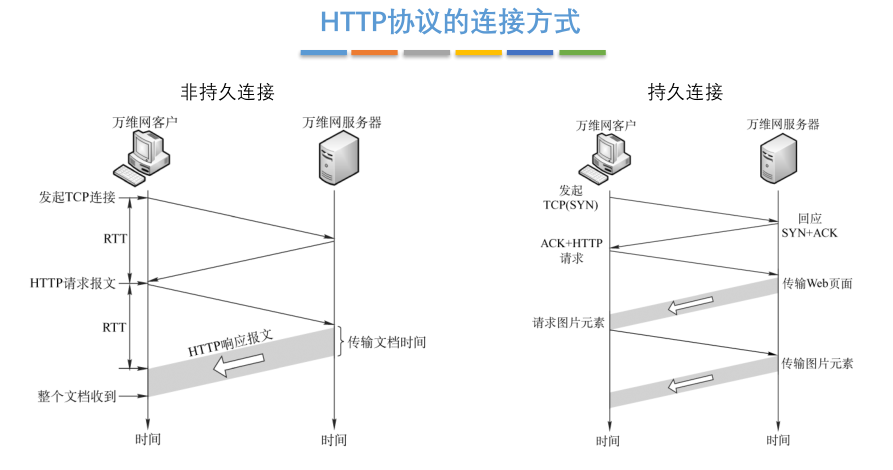 HTTP协议的连接方式
非持久连接
万维网客户
万维网服务器
发起TCP连接
RTT
HTTP请求报文
RTT
HTTP响应报文
传输文档时间
整个文档收到
时间
时间
持久连接
万维网客户
万维网服务器
发起
TCP(SYN)
回应
SYN+ACK
ACK+HTTP
请求
传输Web页面
请求图片元素
传输图片元素
时间
时间